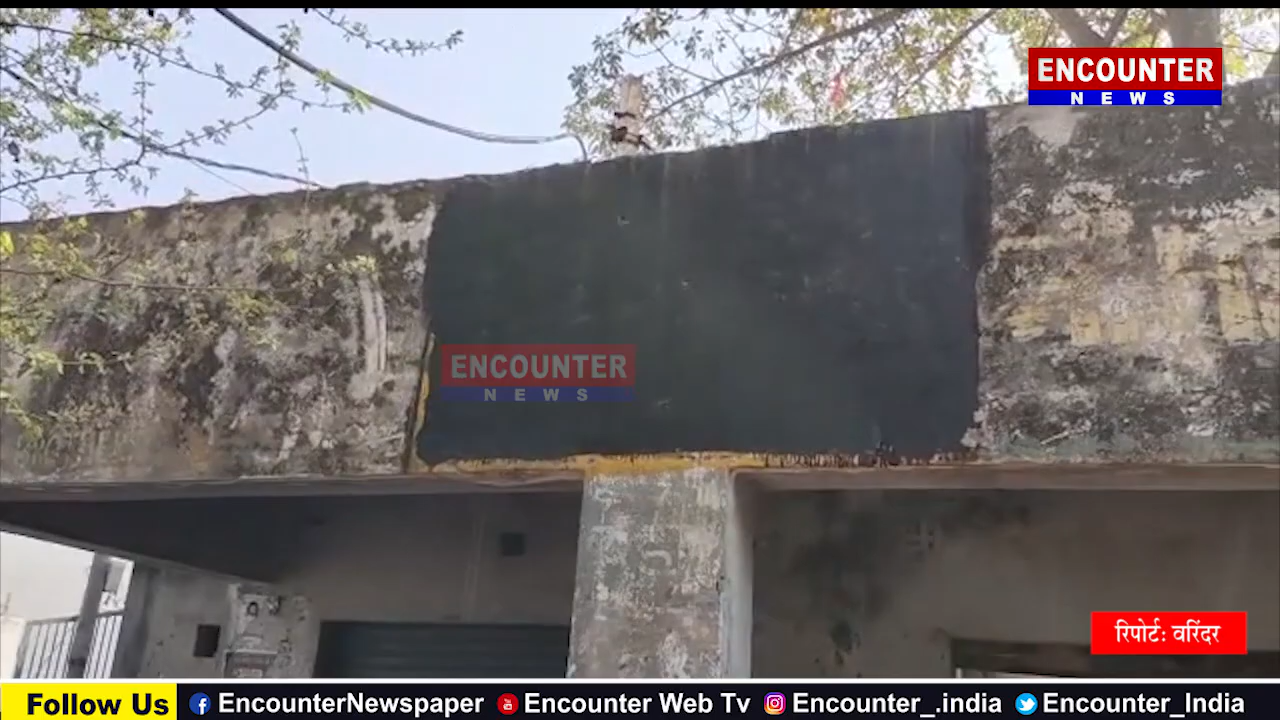 ENCOUNTER
NEWS
ENCOUNTER
NEWS
रिपोर्टः वरिंदर
Follow Us EncounterNewspaper Encounter Web Tv Encounter_.india Encounter_India